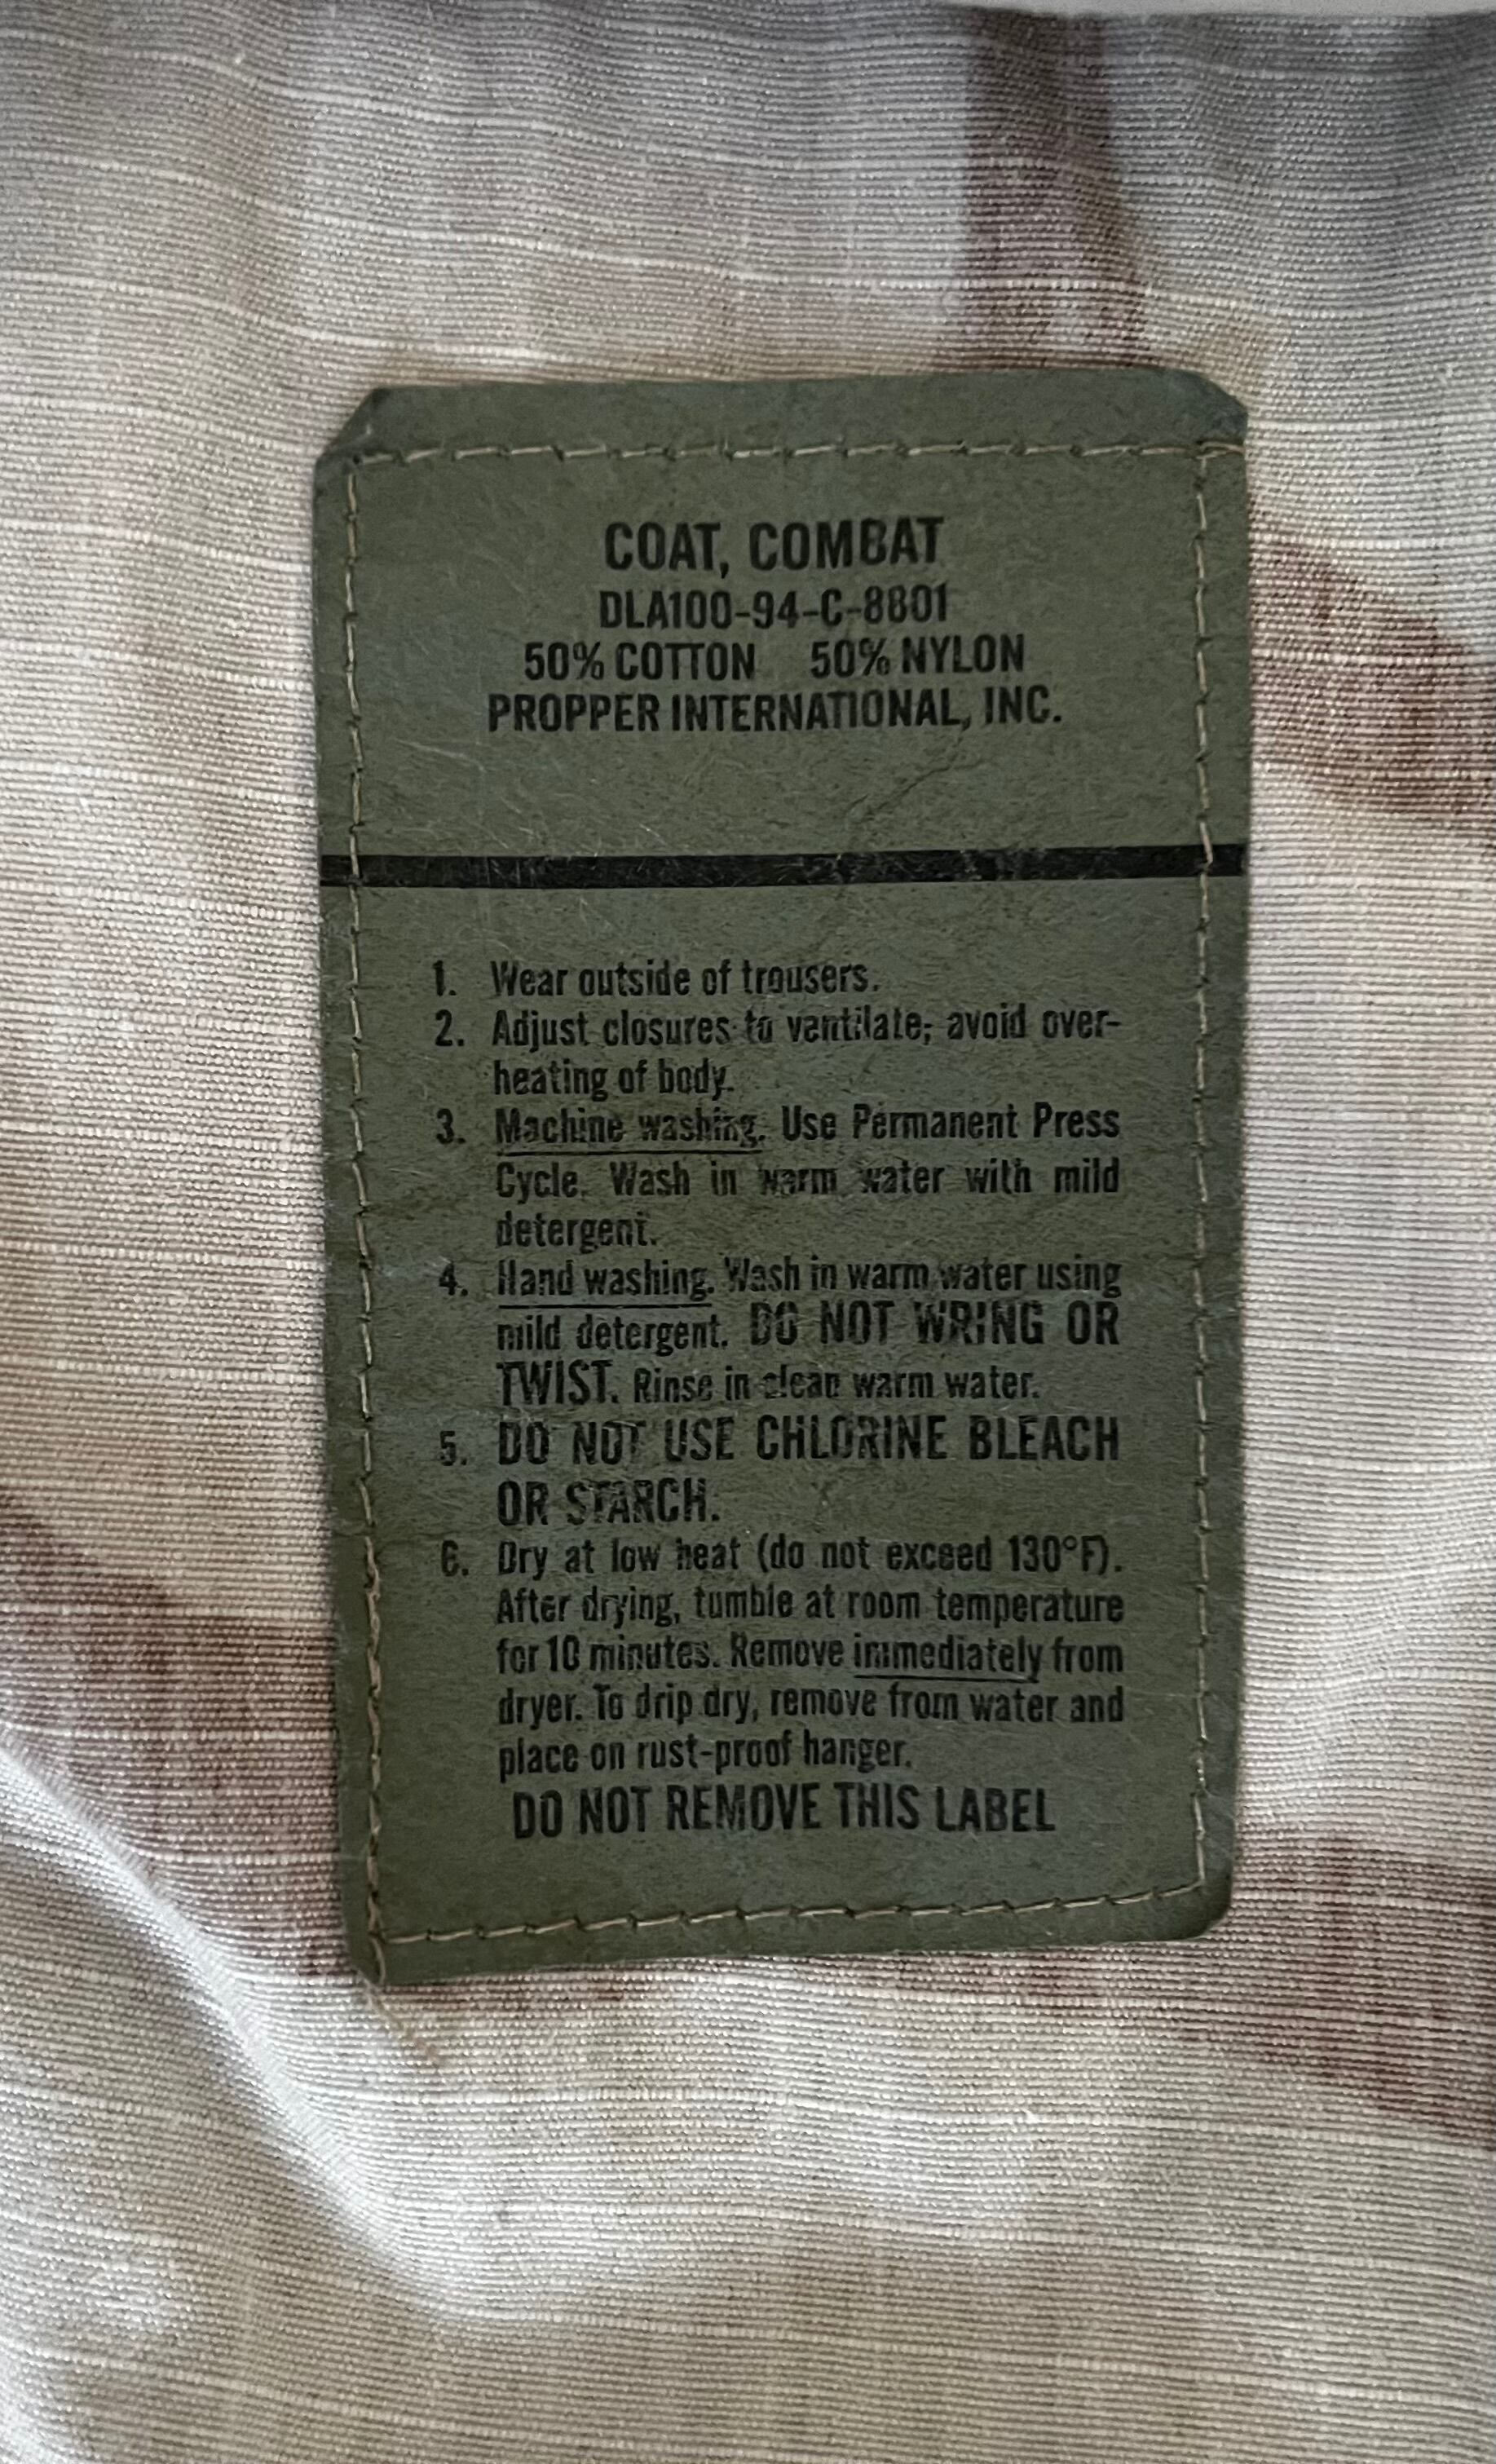 COAT, COMBAT
DLA100-94-C-8801
50% COTTON 50% NYLON
PROPPER INTERNATIONAL, INC.
1. Wear outside of trousers.
2. Adjust closures to ventilate; avoid over-
heating of body.
3. Machine washing. Use Permanent Press
Cycle. Wash in warm water with mild
detergent.
4. Hand washing. Wash in warm water using
mild detergent. DO NOT WRING OR
TWIST. Rinse in clean warm water.
5. DO NOT USE CHLORINE BLEACH
OR STARCH.
6. Dry at low heat (do not exceed 130°F).
After drying, tumble at room temperature
for 10 minutes. Remove immediately from
dryer. To drip dry, remove from water and
place on rust-proof hanger.
DO NOT REMOVE THIS LABEL